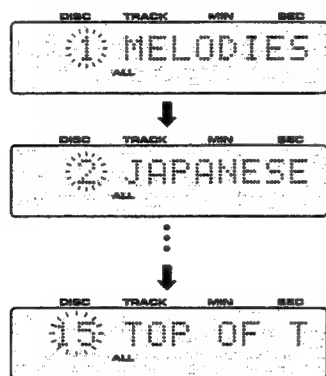 DISC TRACK MIN SEC
1 MELODIES
ALL
DISC TRACK MIN SEC
2 JAPANESE
ALL
DISC TRACK MIN SEC
15 TOP OF T
ALL